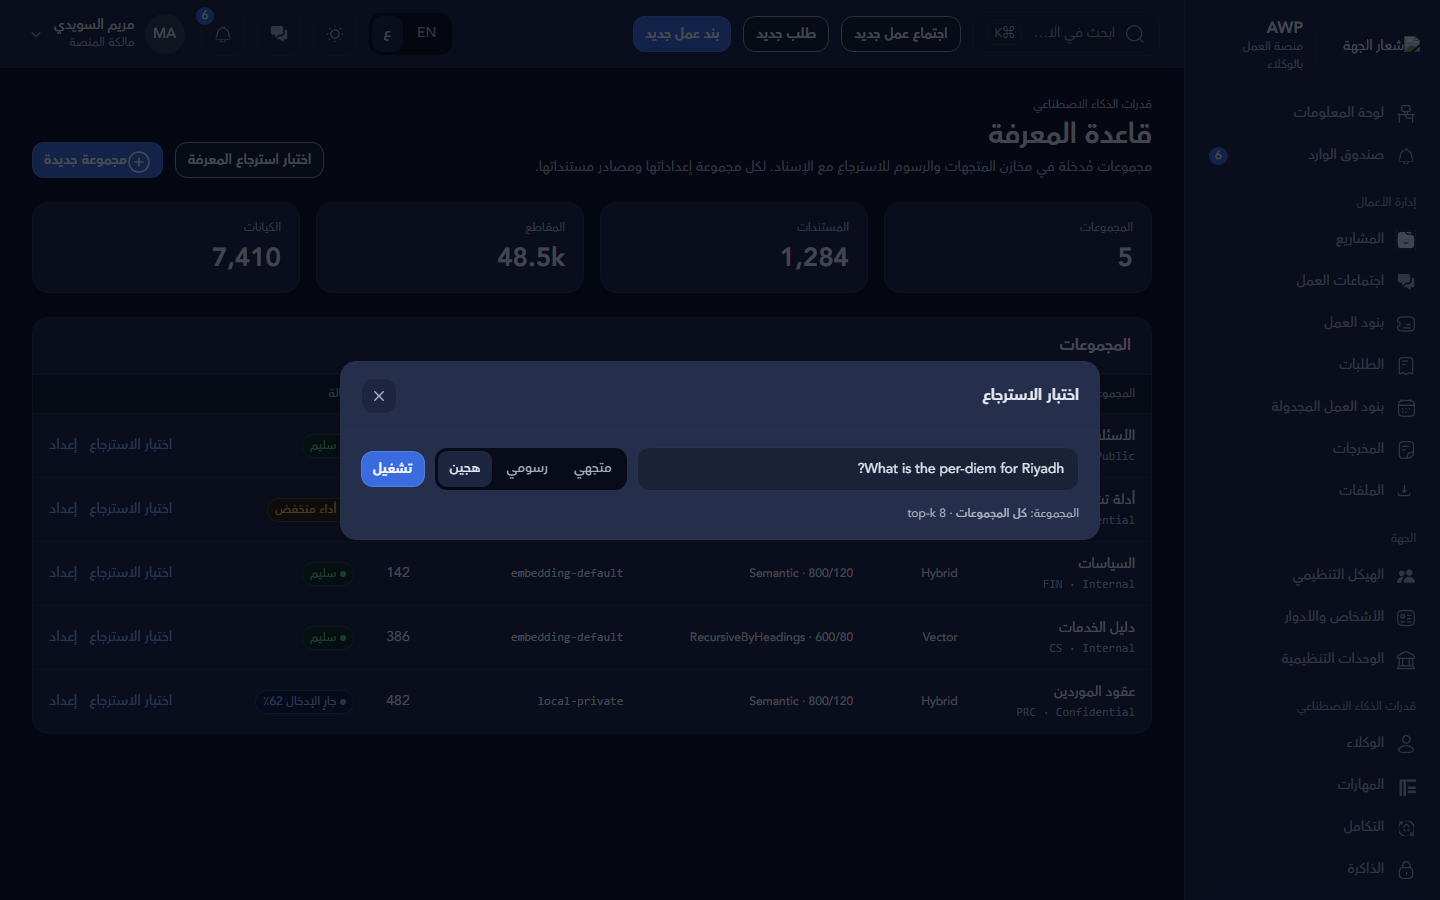 شعار الجهة
AWP
منصة العمل
بالوكلاء
ابحث في الا...
⌘K
اجتماع عمل جديد
طلب جديد
بند عمل جديد
EN
ع
6
MA
مريم السويدي
مالكة المنصة
لوحة المعلومات
صندوق الوارد
6
إدارة الأعمال
المشاريع
اجتماعات العمل
بنود العمل
الطلبات
بنود العمل المجدولة
المخرجات
الملفات
الجهة
الهيكل التنظيمي
الأشخاص والأدوار
الوحدات التنظيمية
قدرات الذكاء الاصطناعي
الوكلاء
المهارات
التكامل
الذاكرة
قدرات الذكاء الاصطناعي
قاعدة المعرفة
مجموعات مُدخلة في مخازن المتجهات والرسوم للاسترجاع مع الإسناد. لكل مجموعة إعداداتها ومصادر مستنداتها.
اختبار استرجاع المعرفة
مجموعة جديدة
المجموعات
5
المستندات
1,284
المقاطع
48.5k
الكيانات
7,410
المجموعات
اختبار الاسترجاع
What is the per-diem for Riyadh?
متجهي
رسومي
هجين
تشغيل
المجموعة: كل المجموعات · top-k 8
سليم
اختبار الاسترجاع
إعداد
أداء منخفض
اختبار الاسترجاع
إعداد
السياسات
FIN · Internal
Hybrid
Semantic · 800/120
embedding-default
142
سليم
اختبار الاسترجاع
إعداد
دليل الخدمات
CS · Internal
Vector
RecursiveByHeadings · 600/80
embedding-default
386
سليم
اختبار الاسترجاع
إعداد
عقود الموردين
PRC · Confidential
Hybrid
Semantic · 800/120
local-private
482
جارٍ الإدخال 62٪
اختبار الاسترجاع
إعداد